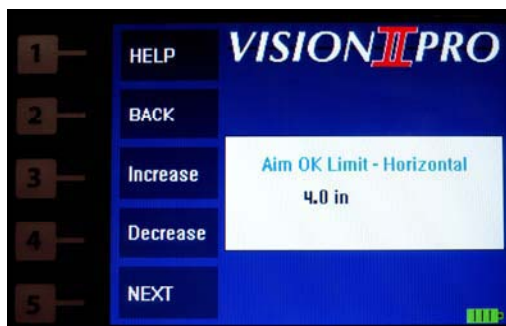 1
HELP
VISION II PRO
2
BACK
3
Increase
Aim OK Limit - Horizontal
4.0 in
4
Decrease
5
NEXT